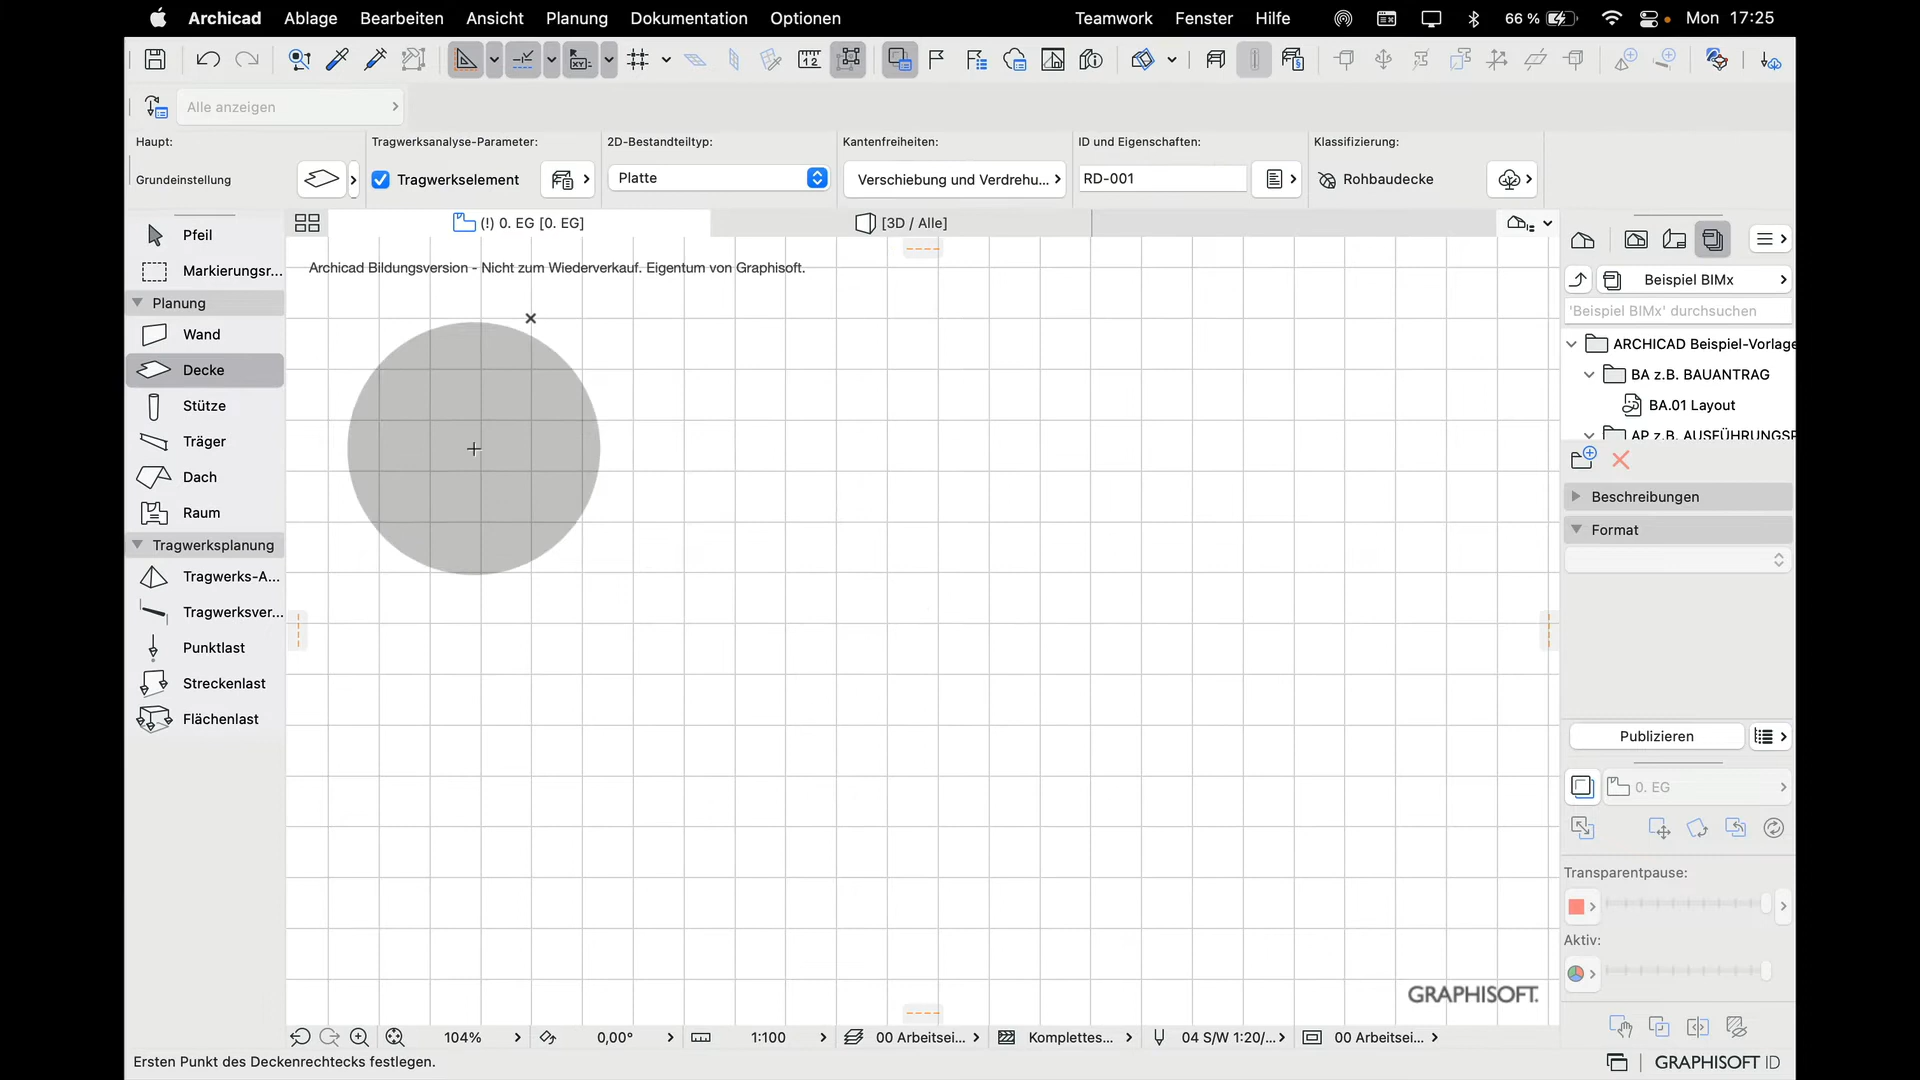 Archicad Ablage Bearbeiten Ansicht Planung Dokumentation Optionen Teamwork Fenster Hilfe 66 % Mon 17:25
Alle anzeigen
Haupt: Tragwerksanalyse-Parameter: 2D-Bestandteiltyp: Kantenfreiheiten: ID und Eigenschaften: Klassifizierung:
Grundeinstellung Tragwerkselement Platte Verschiebung und Verdrehu... RD-001 Rohbaudecke
(!) 0. EG [0. EG] [3D / Alle]
Archicad Bildungsversion - Nicht zum Wiederverkauf. Eigentum von Graphisoft.
Pfeil
Markierungsr...
Planung
Wand
Decke
Stütze
Träger
Dach
Raum
Tragwerksplanung
Tragwerks-A...
Tragwerksver...
Punktlast
Streckenlast
Flächenlast
Beispiel BIMx
'Beispiel BIMx' durchsuchen
ARCHICAD Beispiel-Vorlage
BA z.B. BAUANTRAG
BA.01 Layout
AP z.B. AUSFÜHRUNGSP
Beschreibungen
Format
Publizieren
0. EG
Transparentpause:
Aktiv:
GRAPHISOFT.
104% 0,00° 1:100 00 Arbeitsei... Komplettes... 04 S/W 1:20/... 00 Arbeitsei...
Ersten Punkt des Deckenrechtecks festlegen.
GRAPHISOFT ID